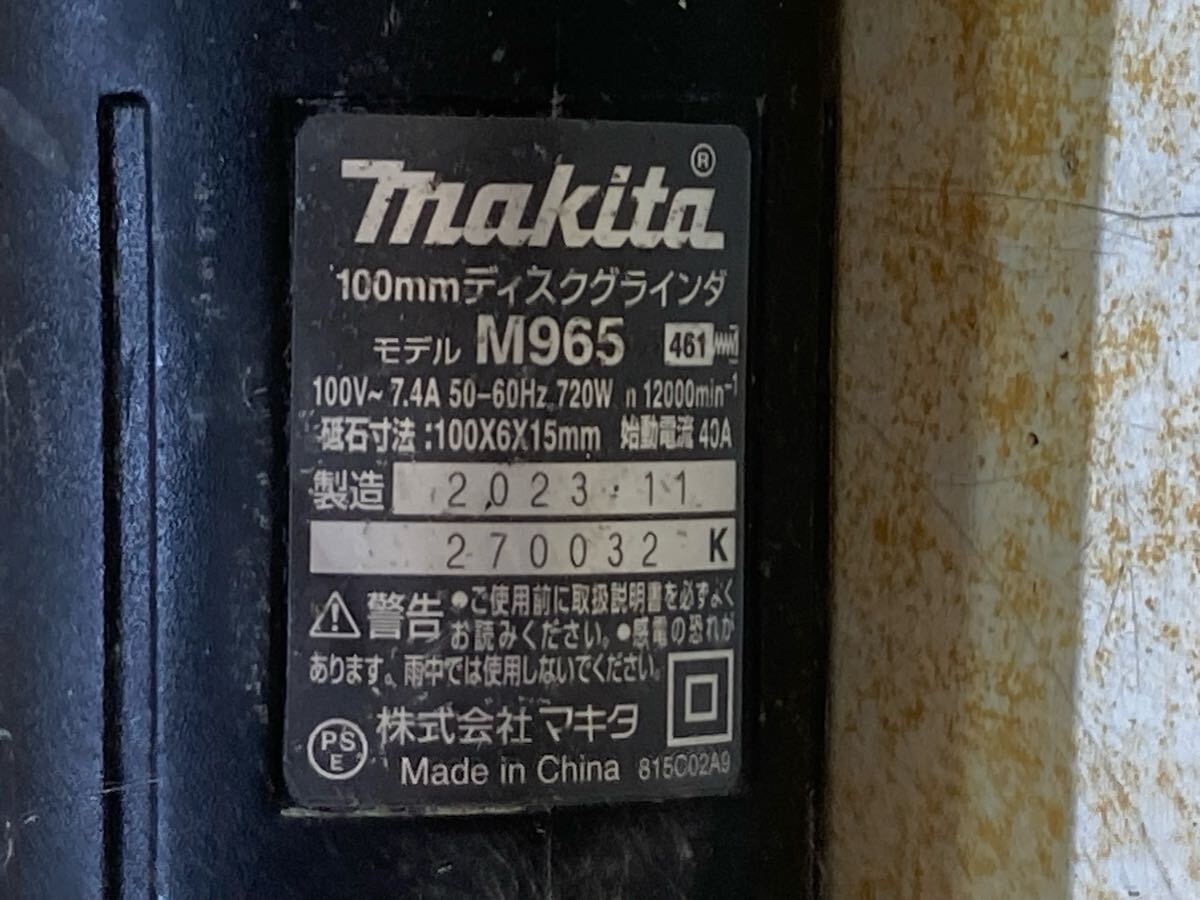 makita®
100mmディスクグラインダ
モデル M965 461
100V~ 7.4A 50-60Hz 720W n 12000min⁻¹
砥石寸法:100X6X15mm 始動電流 40A
製造 2023.11
270032 K
警告 ●ご使用前に取扱説明書を必ずよく
お読みください。●感電の恐れが
あります、雨中では使用しないでください。
PSE 株式会社 マキタ
Made in China 815C02A9